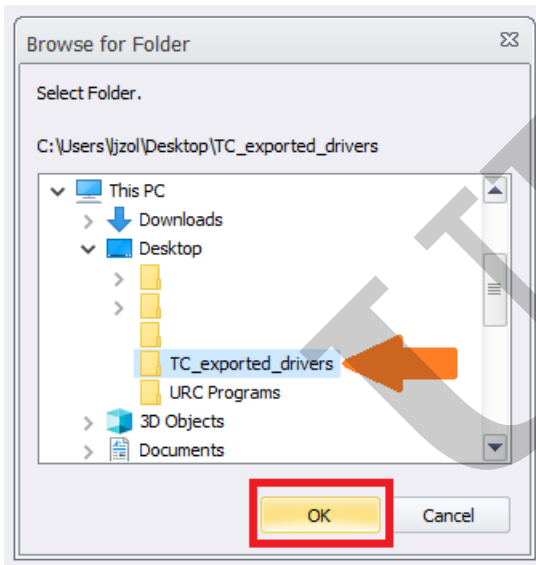 Browse for Folder
Select Folder.
C:\Users\jzol\Desktop\TC_exported_drivers
This PC
Downloads
Desktop
TC_exported_drivers
URC Programs
3D Objects
Documents
OK Cancel